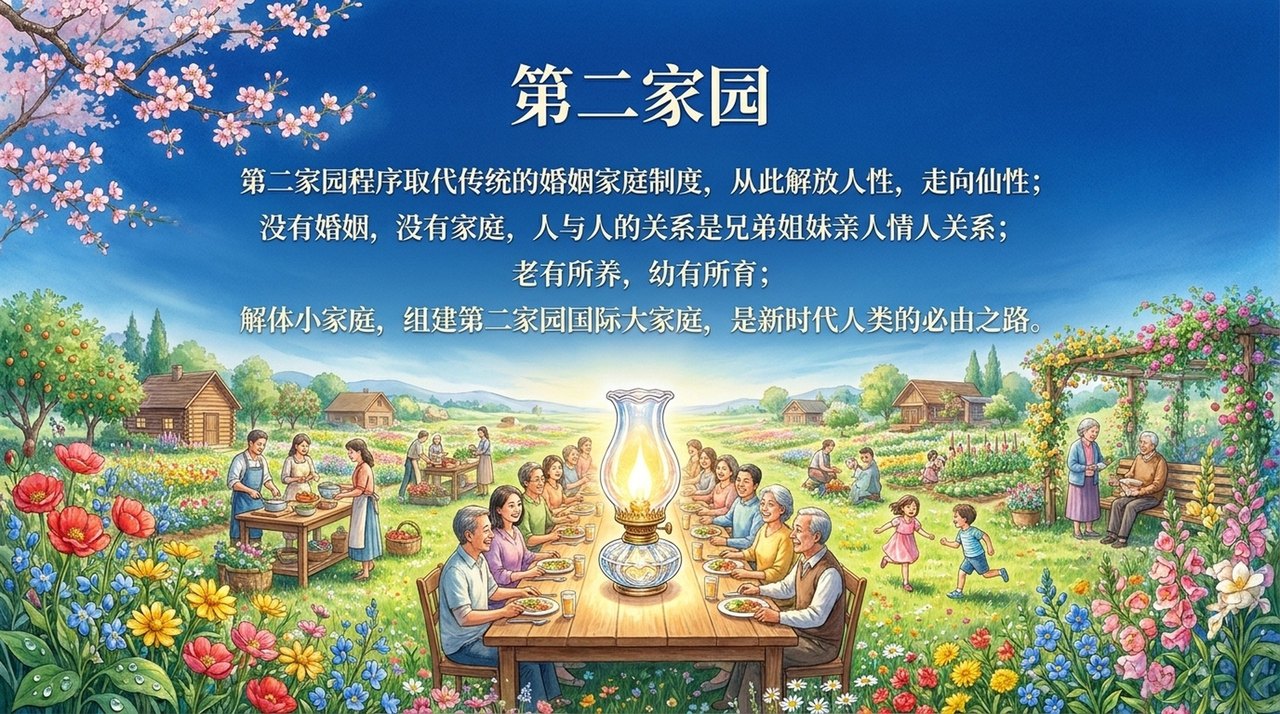 第二家园
第二家园程序取代传统的婚姻家庭制度，从此解放人性，走向仙性；
没有婚姻，没有家庭，人与人的关系是兄弟姐妹亲人情人关系；
老有所养，幼有所育；
解体小家庭，组建第二家园国际大家庭，是新时代人类的必由之路。